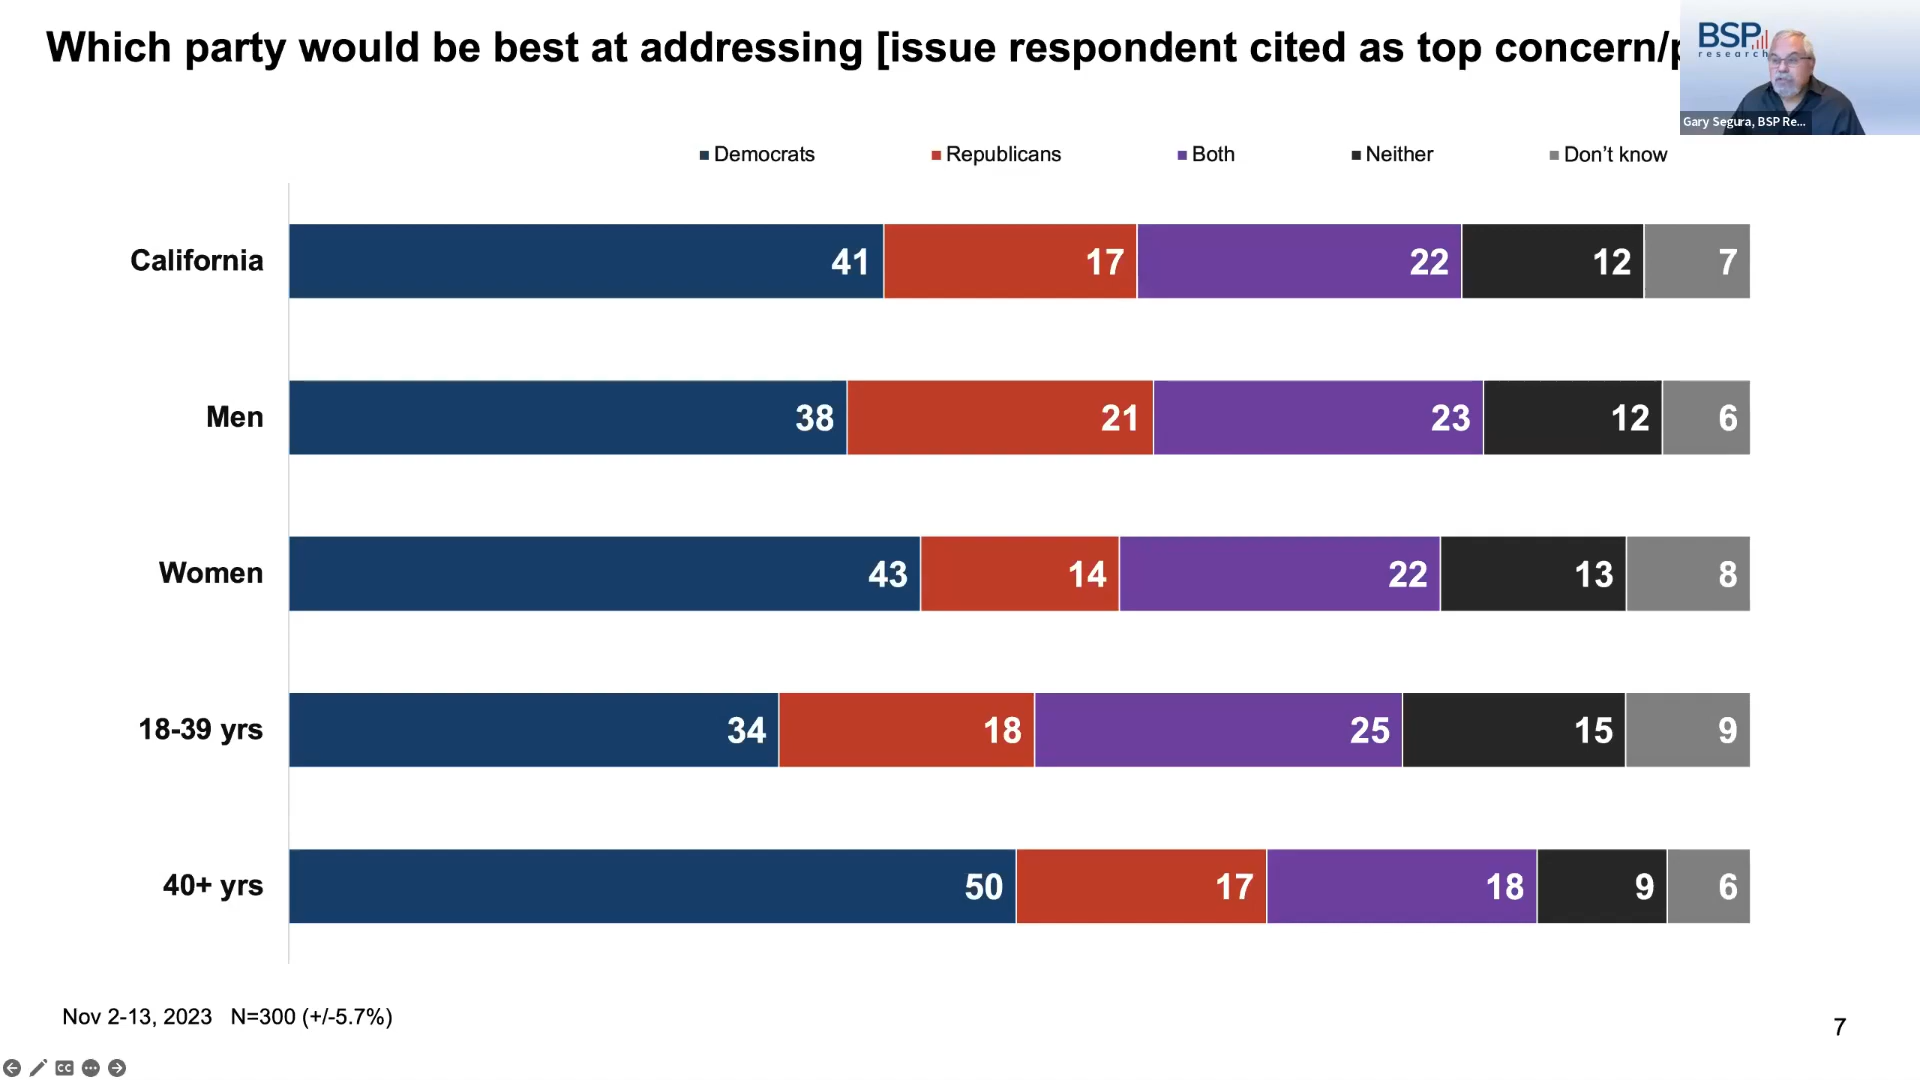 Which party would be best at addressing [issue respondent cited as top concern/
BSP
research
Gary Segura, BSP Re...
Democrats Republicans Both Neither Don’t know
California 41 17 22 12 7
Men 38 21 23 12 6
Women 43 14 22 13 8
18-39 yrs 34 18 25 15 9
40+ yrs 50 17 18 9 6
Nov 2-13, 2023 N=300 (+/-5.7%)
7
CC